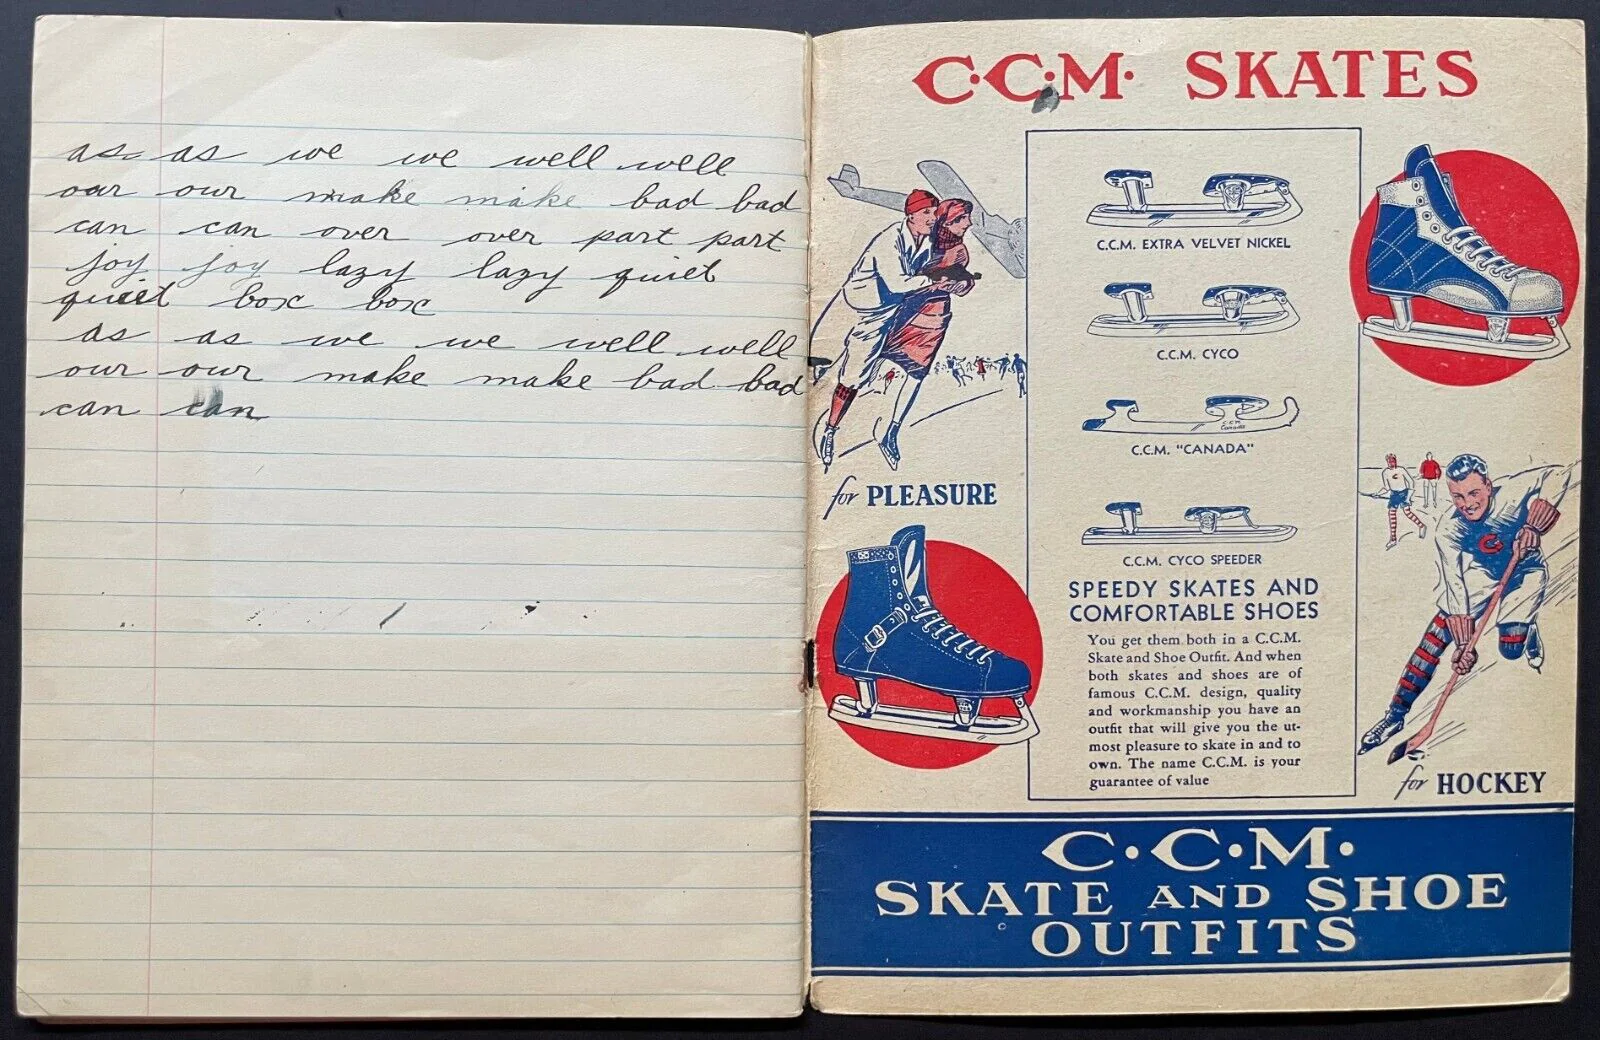 as as we we well well
our our make make bad bad
can can over over part part
joy joy lazy lazy quiet
quiet box box
as as we we well well
our our make make bad bad
can can
C.C.M. SKATES
C.C.M. EXTRA VELVET NICKEL
C.C.M. CYCO
C.C.M. Canada
C.C.M. "CANADA"
C.C.M. CYCO SPEEDER
for PLEASURE
SPEEDY SKATES AND
COMFORTABLE SHOES
You get them both in a C.C.M.
Skate and Shoe Outfit. And when
both skates and shoes are of
famous C.C.M. design, quality
and workmanship you have an
outfit that will give you the ut-
most pleasure to skate in and to
own. The name C.C.M. is your
guarantee of value
C
C
for HOCKEY
C.C.M.
SKATE AND SHOE
OUTFITS